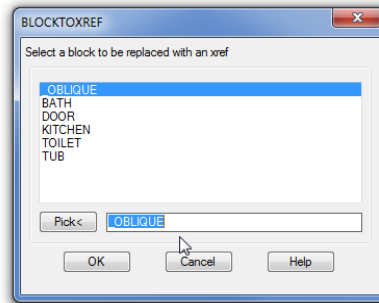 BLOCKTOXREF
Select a block to be replaced with an xref
_OBLIQUE
BATH
DOOR
KITCHEN
TOILET
TUB
Pick< _OBLIQUE
OK Cancel Help